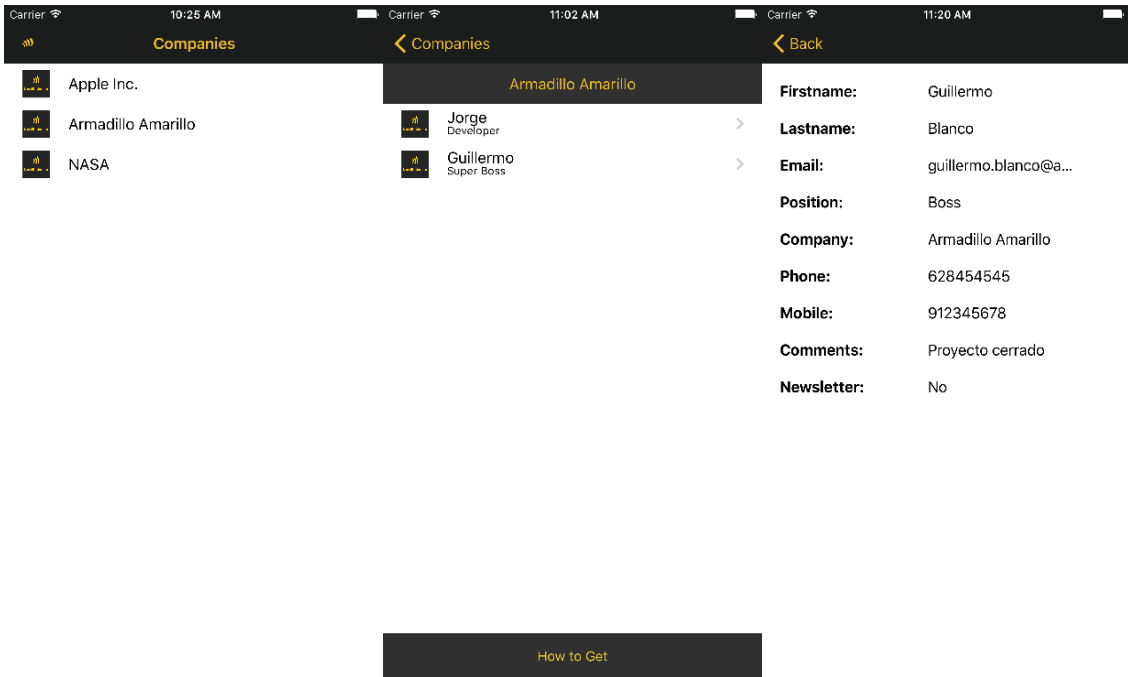 Carrier 10:25 AM
Companies
Apple Inc.
Armadillo Amarillo
NASA
Carrier 11:02 AM
Companies
Armadillo Amarillo
Jorge
Developer
Guillermo
Super Boss
How to Get
Carrier 11:20 AM
Back
Firstname: Guillermo
Lastname: Blanco
Email: guillermo.blanco@a...
Position: Boss
Company: Armadillo Amarillo
Phone: 628454545
Mobile: 912345678
Comments: Proyecto cerrado
Newsletter: No